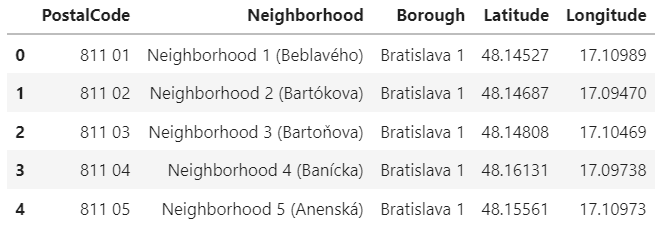 PostalCode Neighborhood Borough Latitude Longitude
0 811 01 Neighborhood 1 (Beblavého) Bratislava 1 48.14527 17.10989
1 811 02 Neighborhood 2 (Bartókova) Bratislava 1 48.14687 17.09470
2 811 03 Neighborhood 3 (Bartoňova) Bratislava 1 48.14808 17.10469
3 811 04 Neighborhood 4 (Banícka) Bratislava 1 48.16131 17.09738
4 811 05 Neighborhood 5 (Anenská) Bratislava 1 48.15561 17.10973